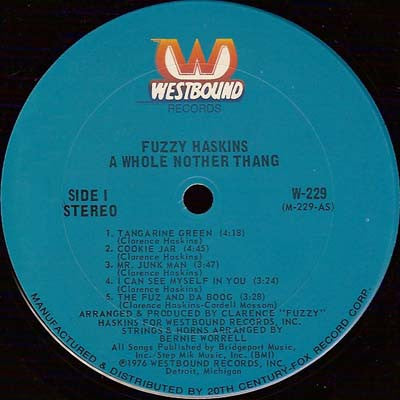 WESTBOUND
RECORDS
FUZZY HASKINS
A WHOLE NOTHER THANG
SIDE I
STEREO
W-229
(M-229-AS)
1. TANGARINE GREEN (4:18)
(Clarence Haskins)
2. COOKIE JAR (4:45)
(Clarence Haskins)
3. MR. JUNK MAN (3:47)
(Clarence Haskins)
4. I CAN SEE MYSELF IN YOU (3:24)
(Clarence Haskins)
5. THE FUZ AND DA BOOG (3:28)
(Clarence Haskins-Cordell Mosson)
ARRANGED & PRODUCED BY CLARENCE "FUZZY"
HASKINS FOR WESTBOUND RECORDS, INC.
STRINGS & HORNS ARRANGED BY
BERNIE WORRELL
All Songs Published by Bridgeport Music,
Inc.-Step Mik Music, Inc. (BMI)
℗1976 WESTBOUND RECORDS, INC.
Detroit, Michigan
MANUFACTURED & DISTRIBUTED BY 20TH CENTURY-FOX RECORD CORP.